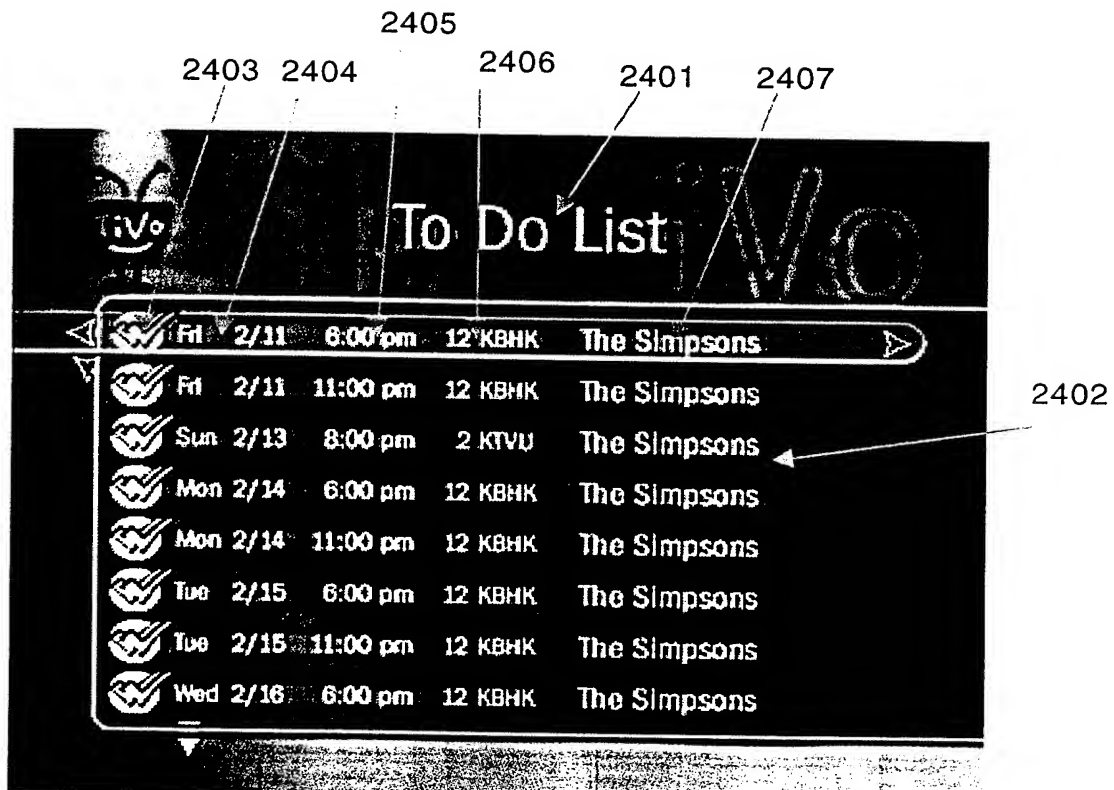 2405
2403 2404 2406 2401 2407
TiVo
To Do List
iVo
Fri 2/11 6:00 pm 12 KBHK The Simpsons
Fri 2/11 11:00 pm 12 KBHK The Simpsons
2402
Sun 2/13 8:00 pm 2 KTVU The Simpsons
Mon 2/14 6:00 pm 12 KBHK The Simpsons
Mon 2/14 11:00 pm 12 KBHK The Simpsons
Tue 2/15 6:00 pm 12 KBHK The Simpsons
Tue 2/15 11:00 pm 12 KBHK The Simpsons
Wed 2/16 6:00 pm 12 KBHK The Simpsons